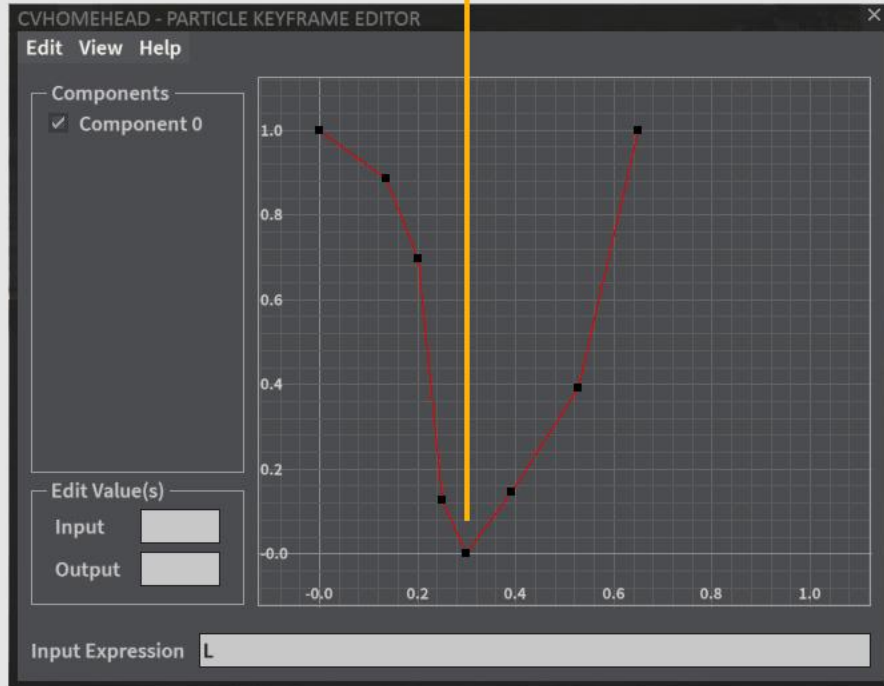 CVHOMEHEAD - PARTICLE KEYFRAME EDITOR
Edit View Help
Components
Component 0
1.0
0.8
0.6
0.4
0.2
-0.0
-0.0 0.2 0.4 0.6 0.8 1.0
Edit Value(s)
Input
Output
Input Expression L